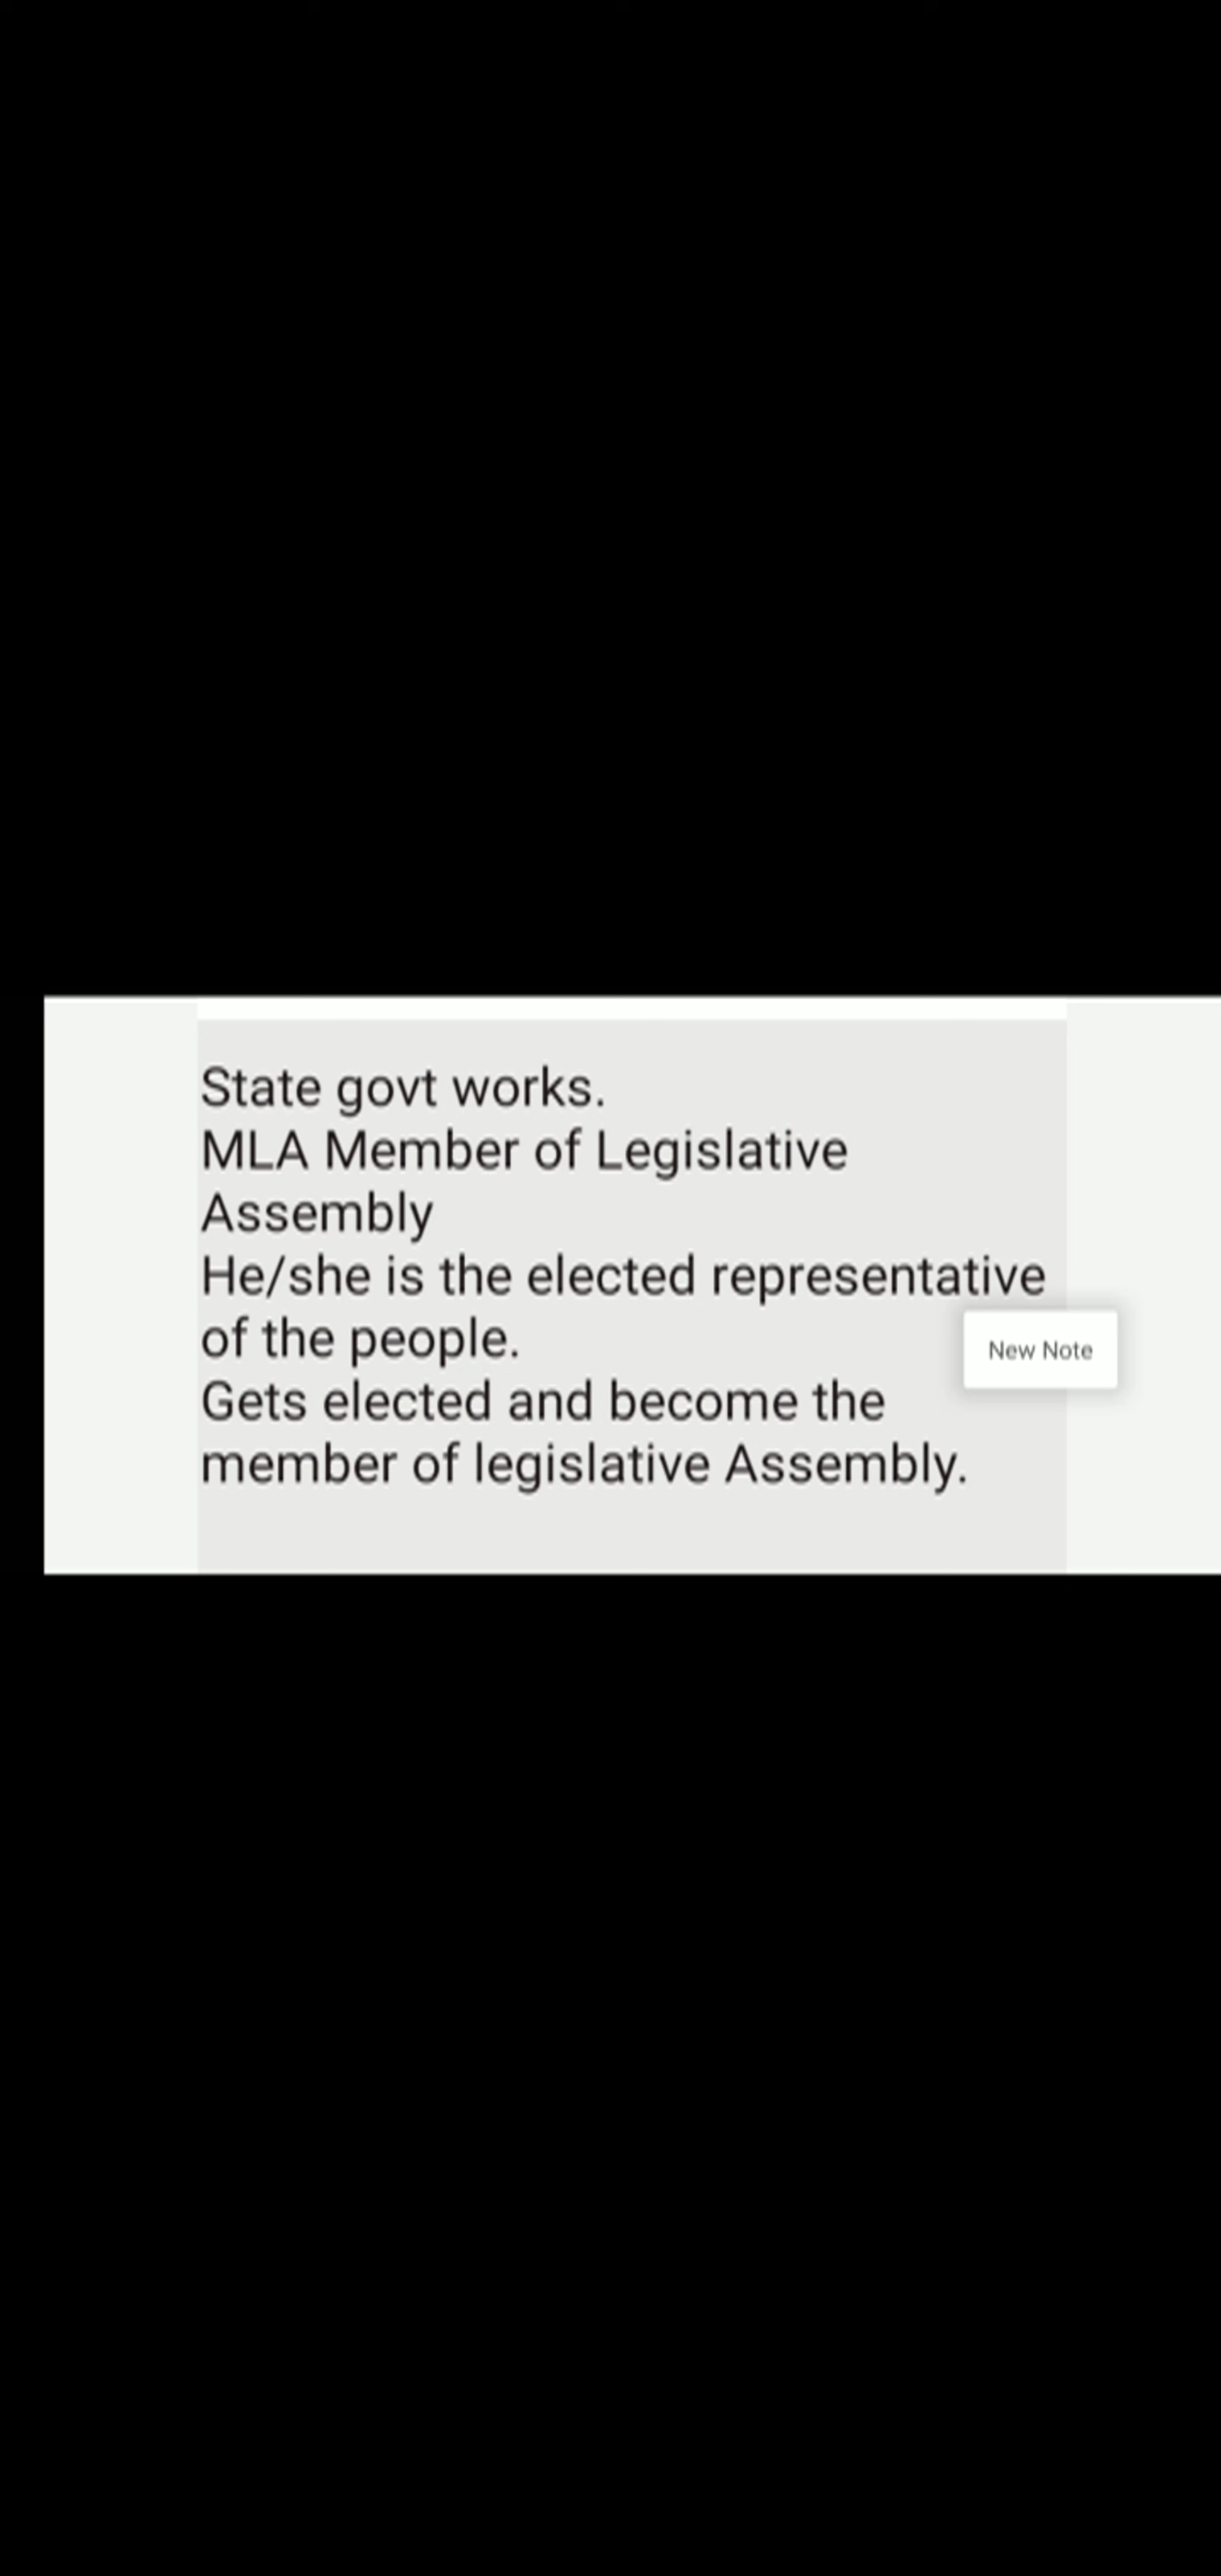 State govt works.
MLA Member of Legislative
Assembly
He/she is the elected representative
of the people.
New Note
Gets elected and become the
member of legislative Assembly.